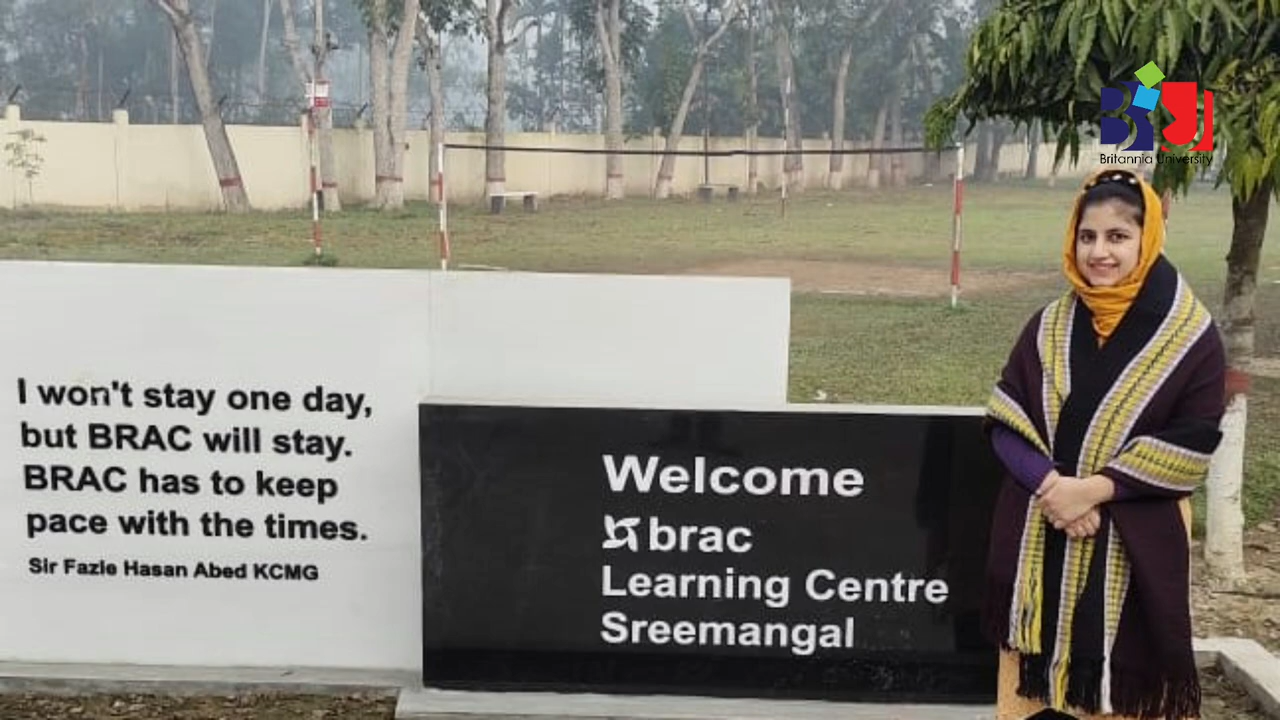 I won't stay one day,
but BRAC will stay.
BRAC has to keep
pace with the times.
Sir Fazle Hasan Abed KCMG
Welcome
brac
Learning Centre
Sreemangal
BU
Britannia University